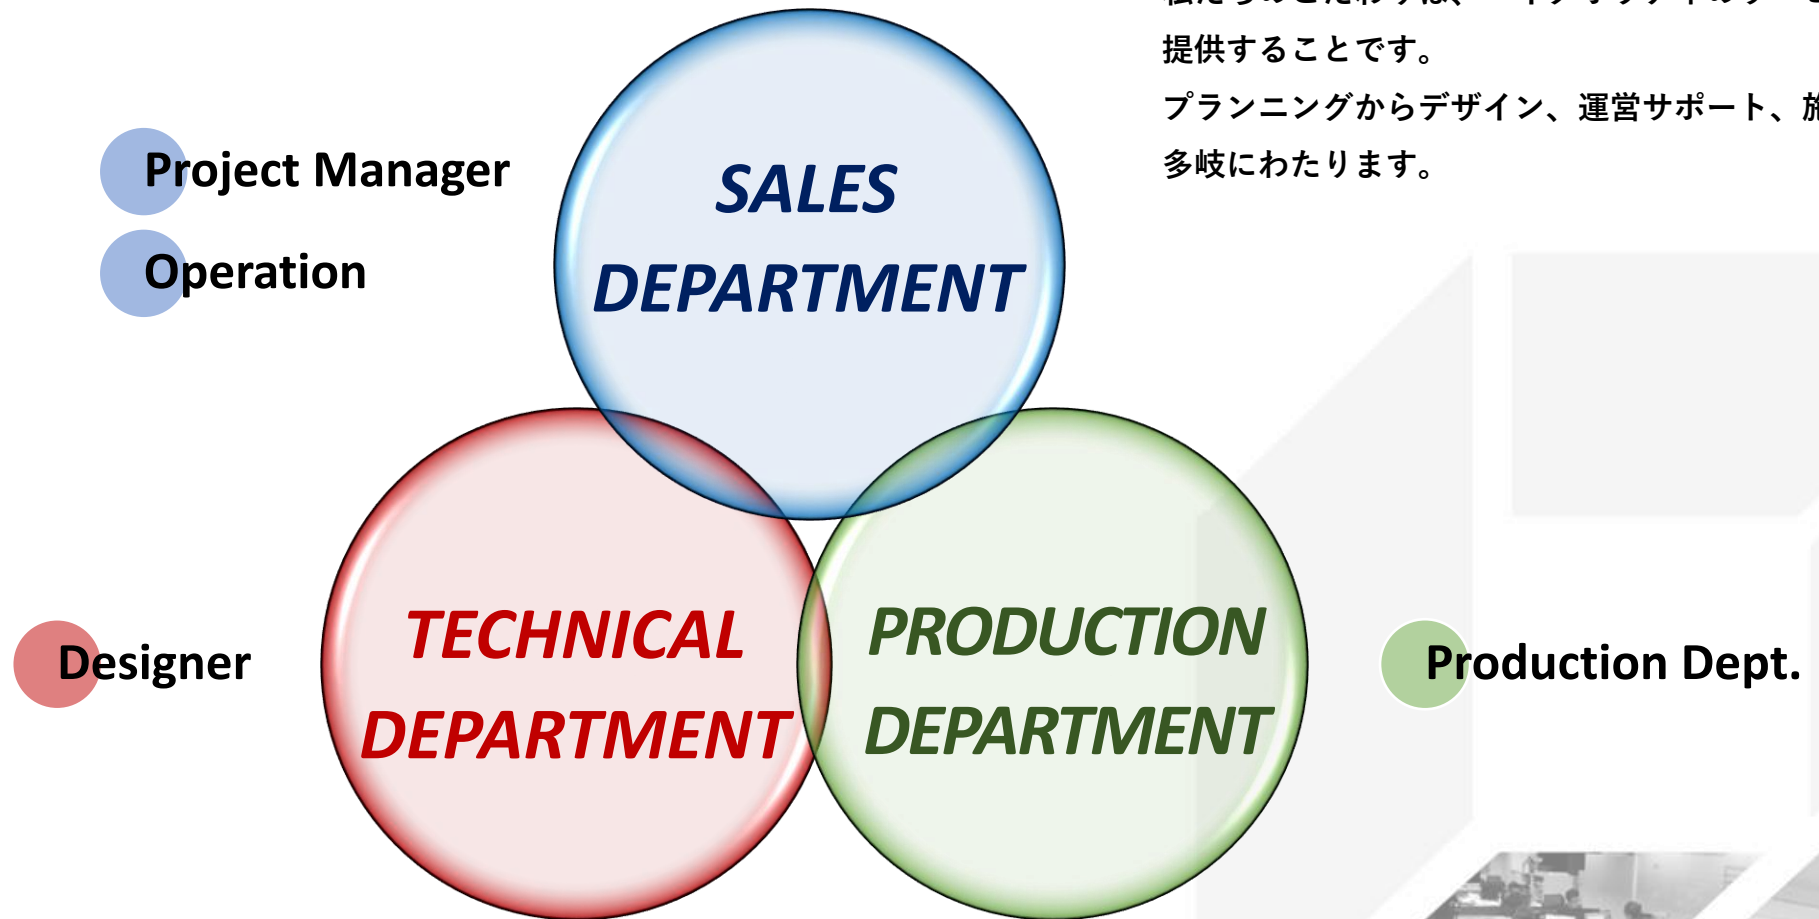 提供することです。
プランニングからデザイン、運営サポート、
多岐にわたります。
Project Manager
Operation
SALES
DEPARTMENT
Designer
TECHNICAL
DEPARTMENT
PRODUCTION
DEPARTMENT
Production Dept.